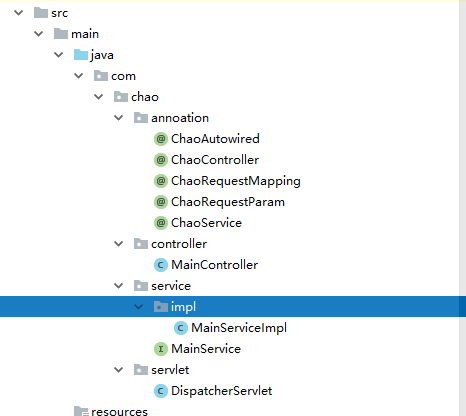 src
main
java
com
chao
annoation
ChaoAutowired
ChaoController
ChaoRequestMapping
ChaoRequestParam
ChaoService
controller
MainController
service
impl
MainServiceImpl
MainService
servlet
DispatcherServlet
resources